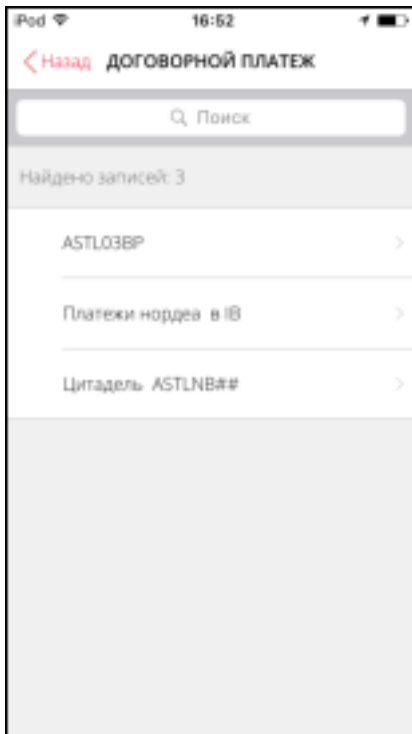 iPod 16:52
Назад ДОГОВОРНОЙ ПЛАТЕЖ
Поиск
Найдено записей: 3
ASTL03BP
Платежи нордеа в IB
Цитадель ASTLNB##